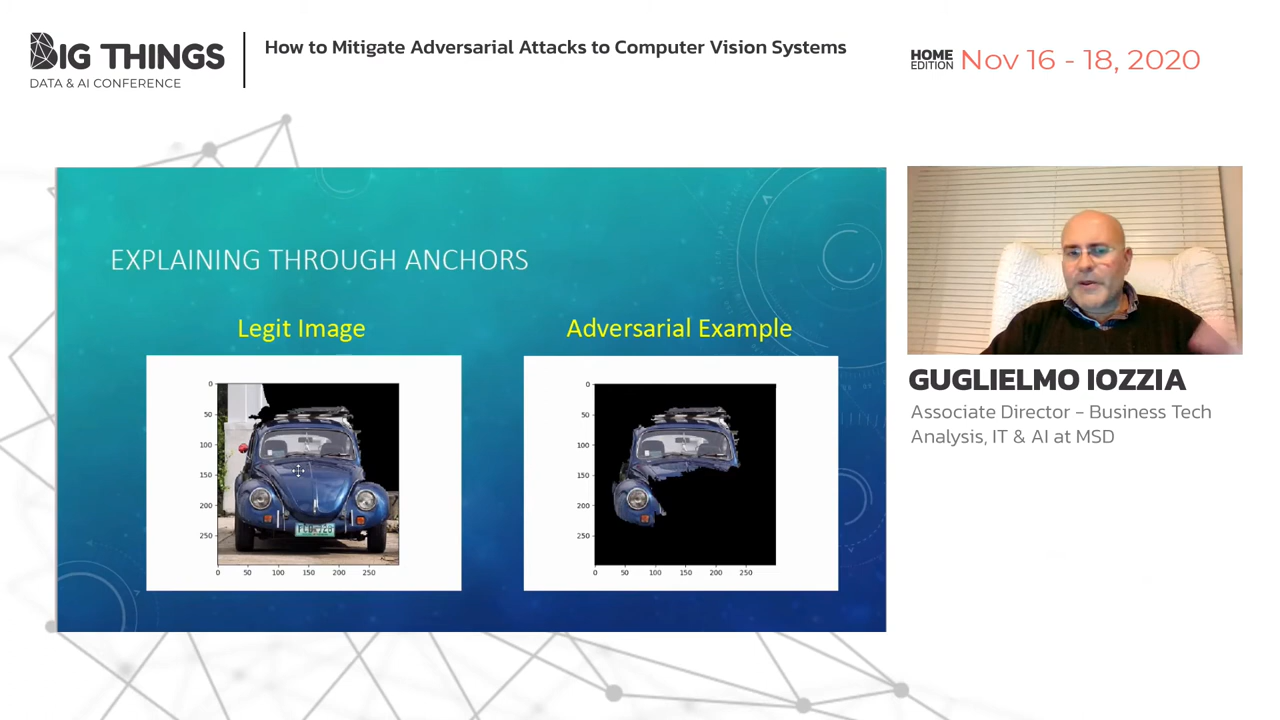 BIG THINGS
DATA & AI CONFERENCE
How to Mitigate Adversarial Attacks to Computer Vision Systems
HOME
EDITION
Nov 16 - 18, 2020
EXPLAINING THROUGH ANCHORS
Legit Image
Adversarial Example
0
50
100
150
200
250
0 50 100 150 200 250
0
50
100
150
200
250
0 50 100 150 200 250
GUGLIELMO IOZZIA
Associate Director - Business Tech
Analysis, IT & AI at MSD